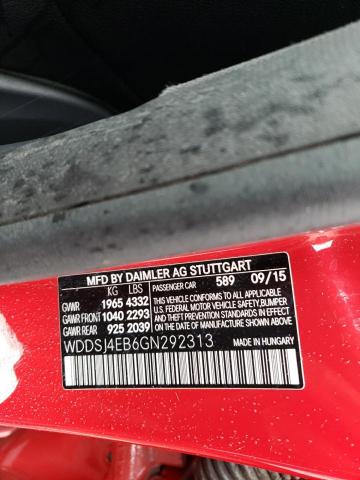 MFD BY DAIMLER AG STUTTGART
KG LBS
GVWR 1965 4332
GAWR FRONT 1040 2293
GAWR REAR 925 2039
PASSENGER CAR 589 09/15
THIS VEHICLE CONFORMS TO ALL APPLICABLE
U.S. FEDERAL MOTOR VEHICLE SAFETY, BUMPER
AND THEFT PREVENTION STANDARDS IN
EFFECT ON THE DATE OF MANUFACTURE
SHOWN ABOVE.
WDDSJ4EB6GN292313
MADE IN HUNGARY